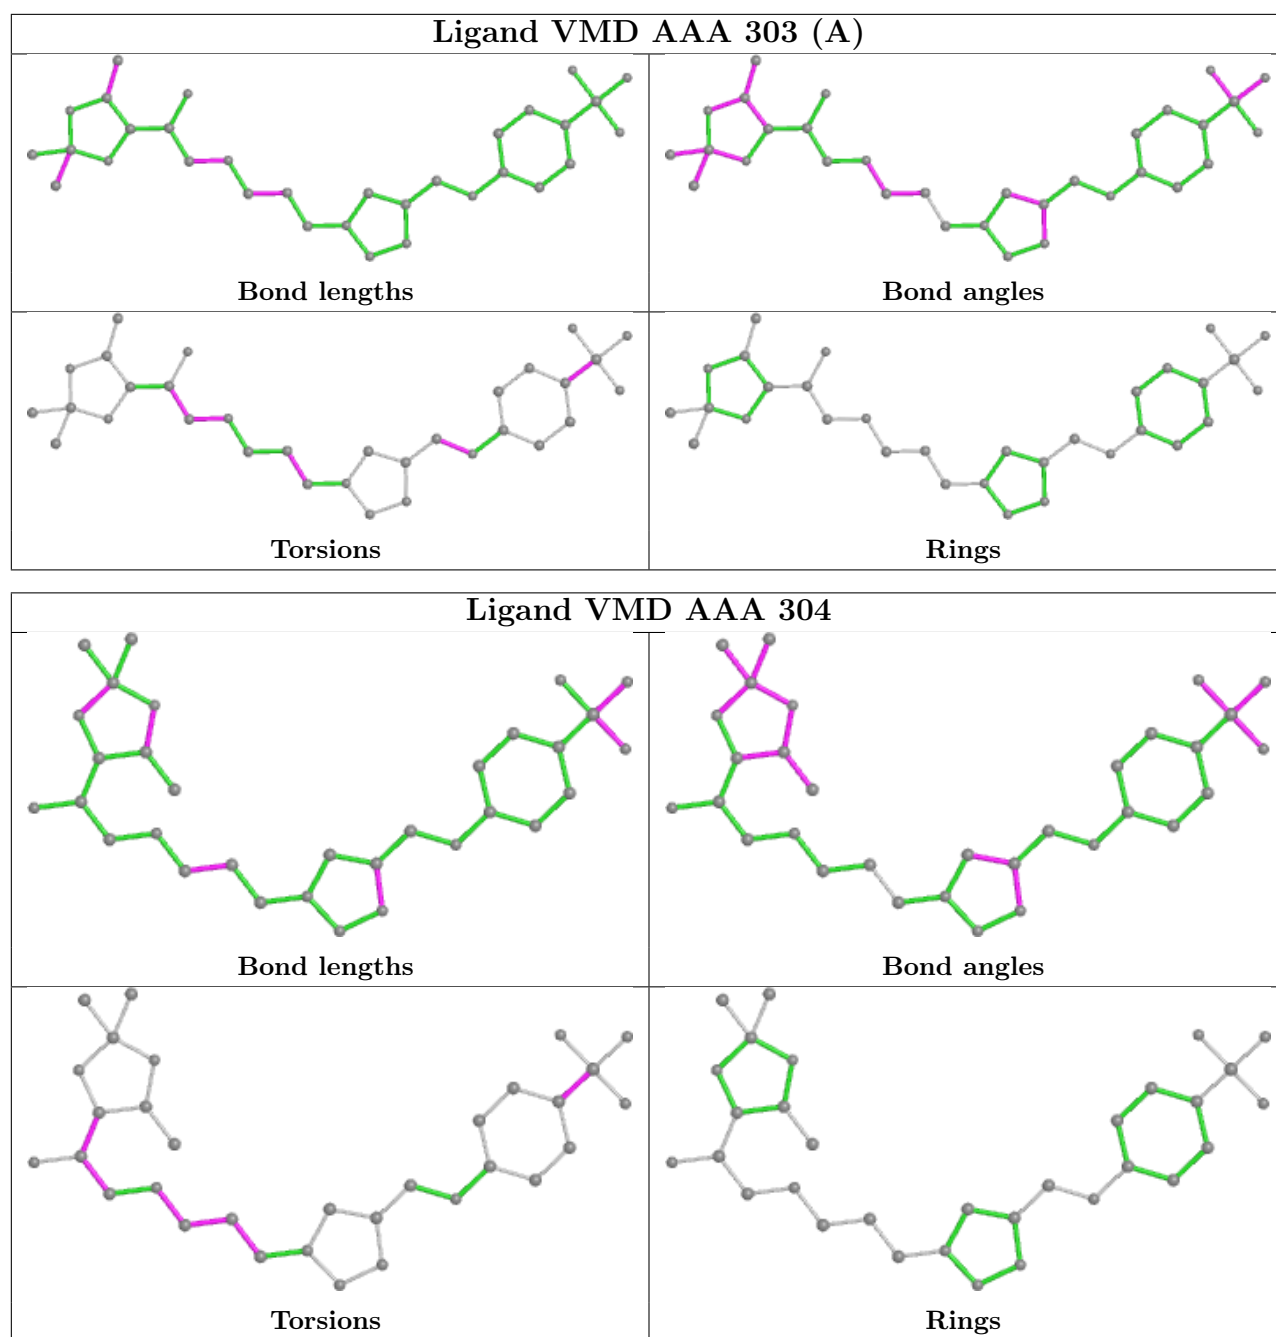 Ligand VMD AAA 303 (A)
Bond lengths
Bond angles
Torsions
Rings
Ligand VMD AAA 304
Bond lengths
Bond angles
Torsions
Rings